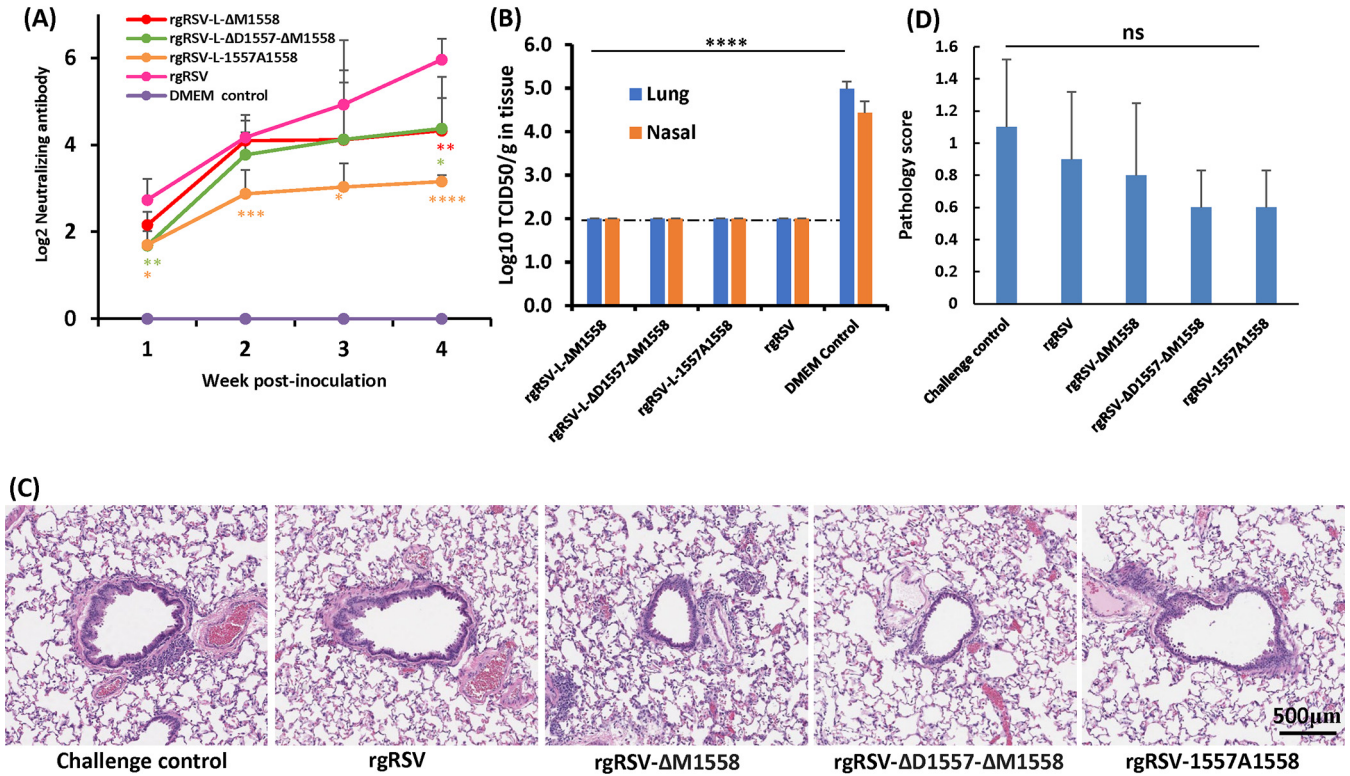 (A)
rgRSV-L-ΔM1558
rgRSV-L-ΔD1557-ΔM1558
rgRSV-L-1557A1558
rgRSV
DMEM control
Log2 Neutralizing antibody
6
4
2
0
**
*
***
*
**
*
****
1 2 3 4
Week post-inoculation
(B)
****
Lung
Nasal
Log10 TCID50/g in tissue
6.0
5.0
4.0
3.0
2.0
1.0
0.0
rgRSV-L-ΔM1558
rgRSV-L-ΔD1557-ΔM1558
rgRSV-L-1557A1558
rgRSV
DMEM Control
(D)
ns
Pathology score
1.6
1.4
1.2
1
0.8
0.6
0.4
0.2
0
Challenge control
rgRSV
rgRSV-ΔM1558
rgRSV-ΔD1557-ΔM1558
rgRSV-1557A1558
(C)
500μm
Challenge control
rgRSV
rgRSV-ΔM1558
rgRSV-ΔD1557-ΔM1558
rgRSV-1557A1558